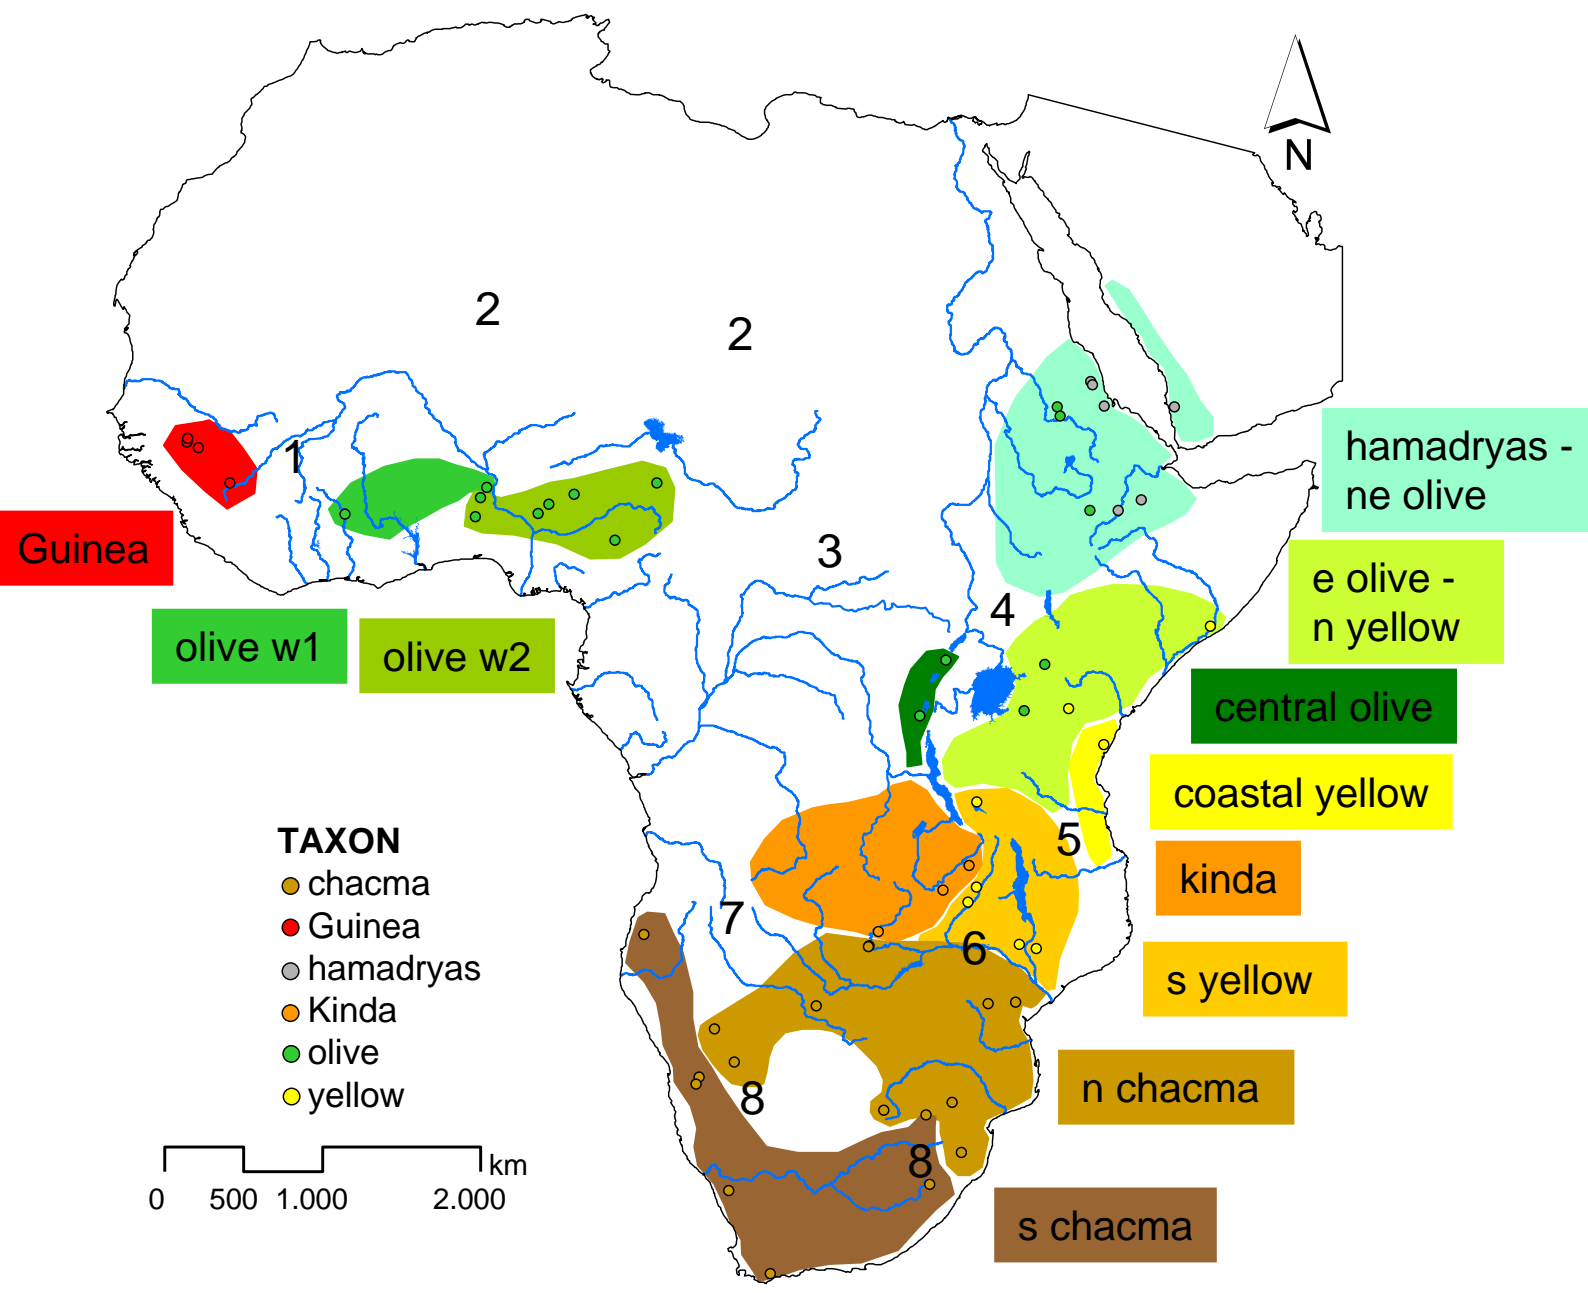 N
2
2
1
hamadryas -
ne olive
Guinea
3
e olive -
n yellow
4
olive w1
olive w2
central olive
coastal yellow
TAXON
chacma
Guinea
hamadryas
Kinda
olive
yellow
5
kinda
7
6
s yellow
n chacma
8
8
km
0 500 1.000 2.000
s chacma